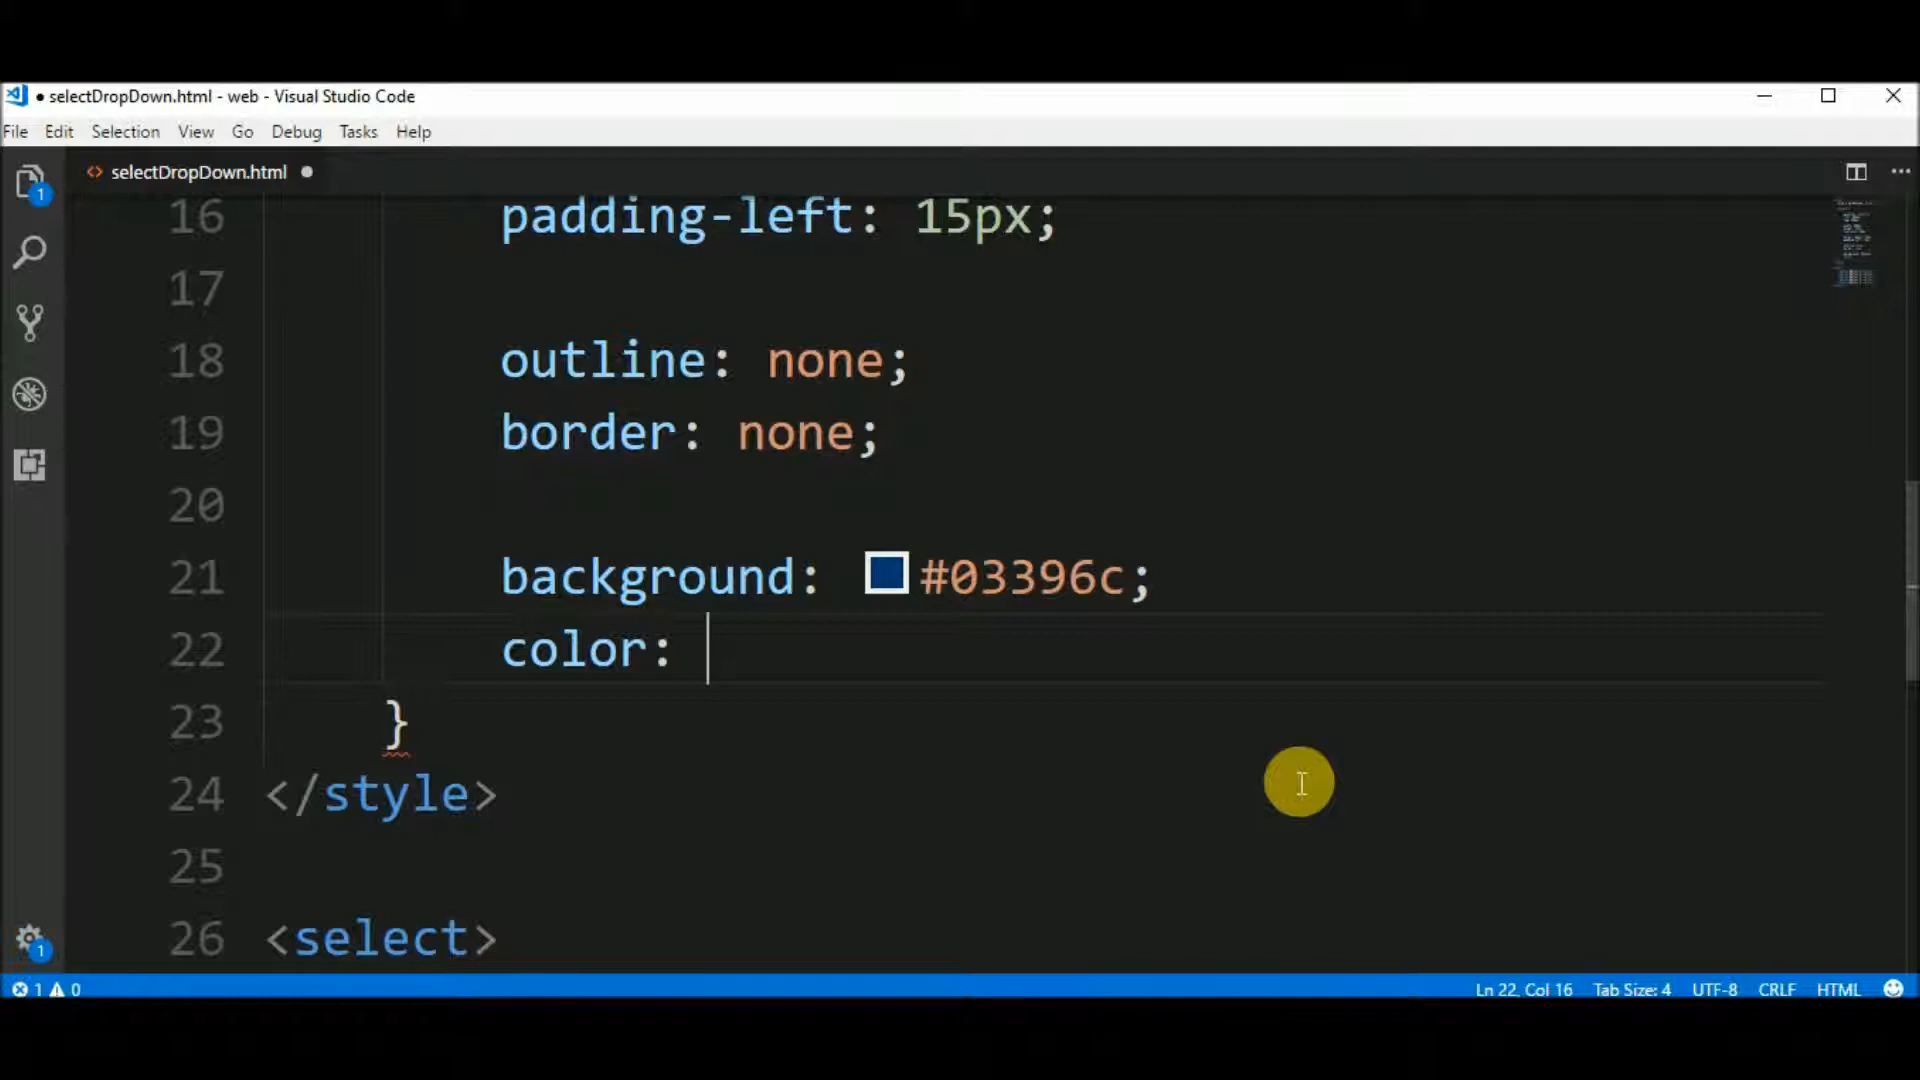 ● selectDropDown.html - web - Visual Studio Code
File Edit Selection View Go Debug Tasks Help
<> selectDropDown.html ●
1
16 padding-left: 15px;
17
18 outline: none;
19 border: none;
20
21 background: #03396c;
22 color:
23 }
24 </style>
25
26 <select>
1
1 0 Ln 22, Col 16 Tab Size: 4 UTF-8 CRLF HTML